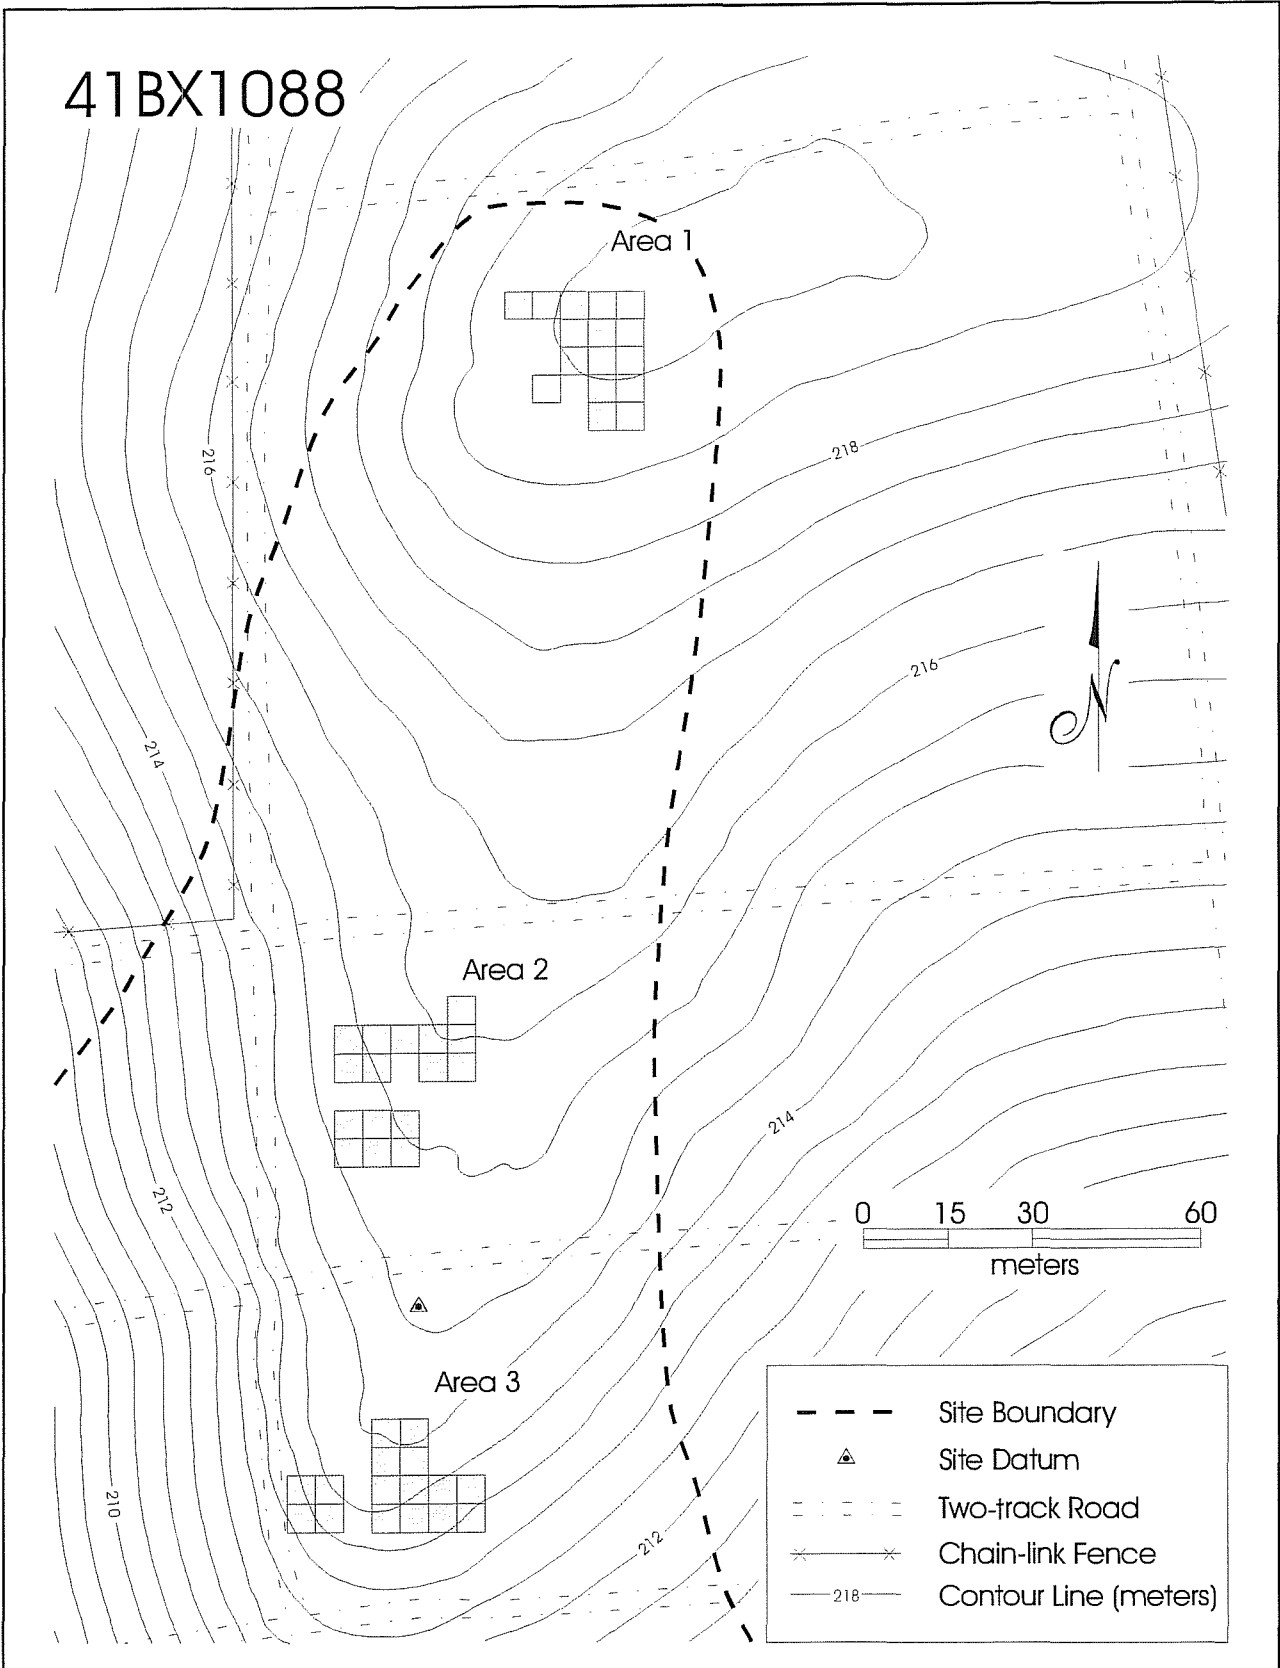 41BX1088
Area 1
216
218
216
N
214
Area 2
214
212
0 15 30 60
meters
Area 3
210
212
Site Boundary
Site Datum
Two-track Road
Chain-link Fence
218 Contour Line (meters)